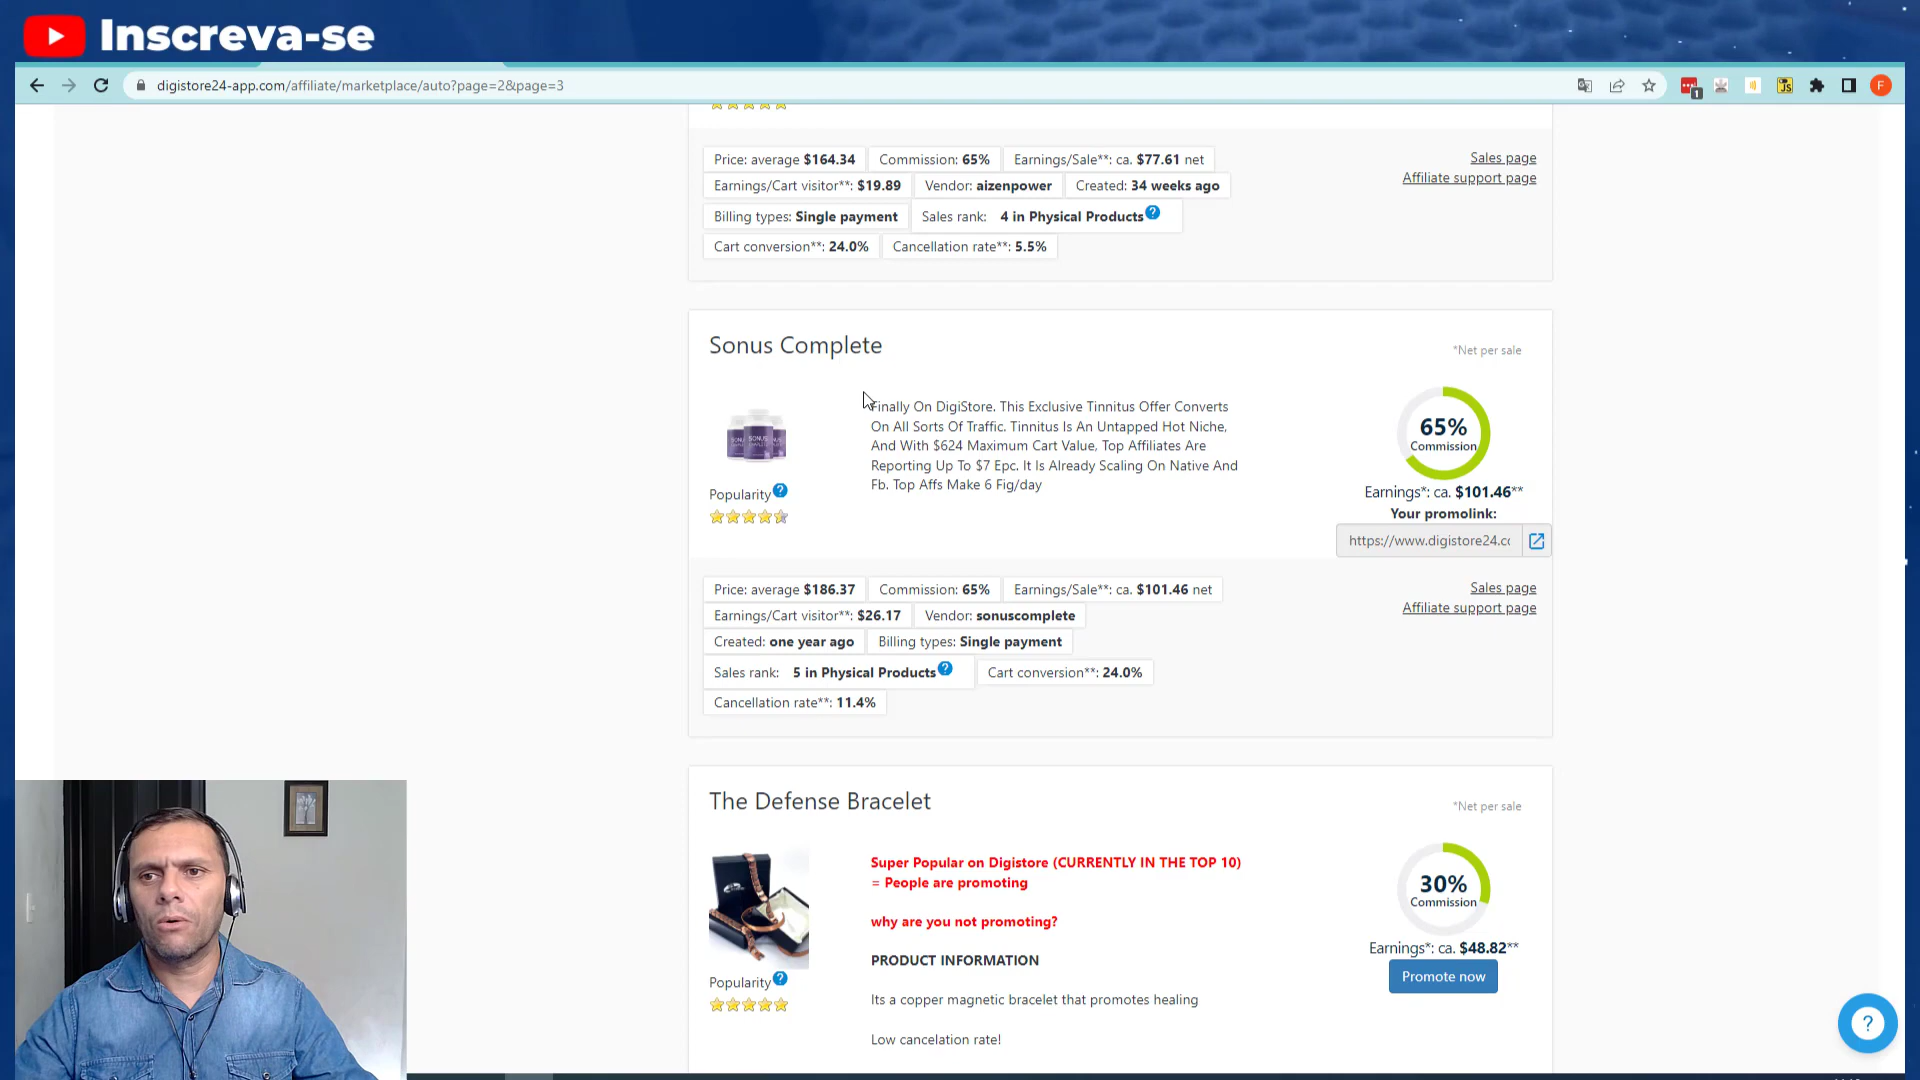 Inscreva-se
digistore24-app.com/affiliate/marketplace/auto?page=2&page=3
1
JS
F
Price: average $164.34
Commission: 65%
Earnings/Sale**: ca. $77.61 net
Sales page
Affiliate support page
Earnings/Cart visitor**: $19.89
Vendor: aizenpower
Created: 34 weeks ago
Billing types: Single payment
Sales rank: 4 in Physical Products ?
Cart conversion**: 24.0%
Cancellation rate**: 5.5%
Sonus Complete
*Net per sale
Finally On DigiStore. This Exclusive Tinnitus Offer Converts
On All Sorts Of Traffic. Tinnitus Is An Untapped Hot Niche,
And With $624 Maximum Cart Value, Top Affiliates Are
Reporting Up To $7 Epc. It Is Already Scaling On Native And
Fb. Top Affs Make 6 Fig/day
SONUS
Popularity ?
65%
Commission
Earnings*: ca. $101.46**
Your promolink:
https://www.digistore24.cc
Price: average $186.37
Commission: 65%
Earnings/Sale**: ca. $101.46 net
Sales page
Affiliate support page
Earnings/Cart visitor**: $26.17
Vendor: sonuscomplete
Created: one year ago
Billing types: Single payment
Sales rank: 5 in Physical Products ?
Cart conversion**: 24.0%
Cancellation rate**: 11.4%
The Defense Bracelet
*Net per sale
Super Popular on Digistore (CURRENTLY IN THE TOP 10)
= People are promoting
why are you not promoting?
PRODUCT INFORMATION
Its a copper magnetic bracelet that promotes healing
Low cancelation rate!
Popularity ?
30%
Commission
Earnings*: ca. $48.82**
Promote now
?